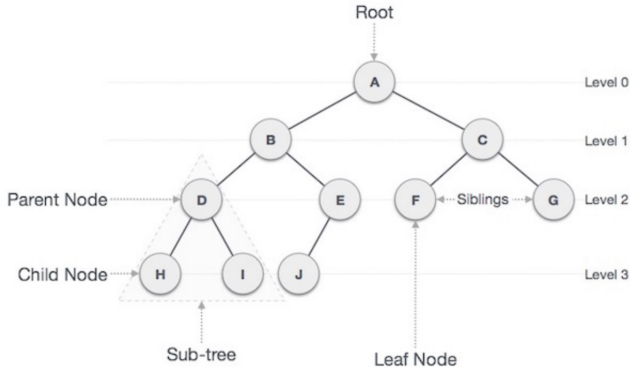 Root
A
Level 0
B
C
Level 1
Parent Node
D
E
F
Siblings
G
Level 2
Child Node
H
I
J
Level 3
Sub-tree
Leaf Node